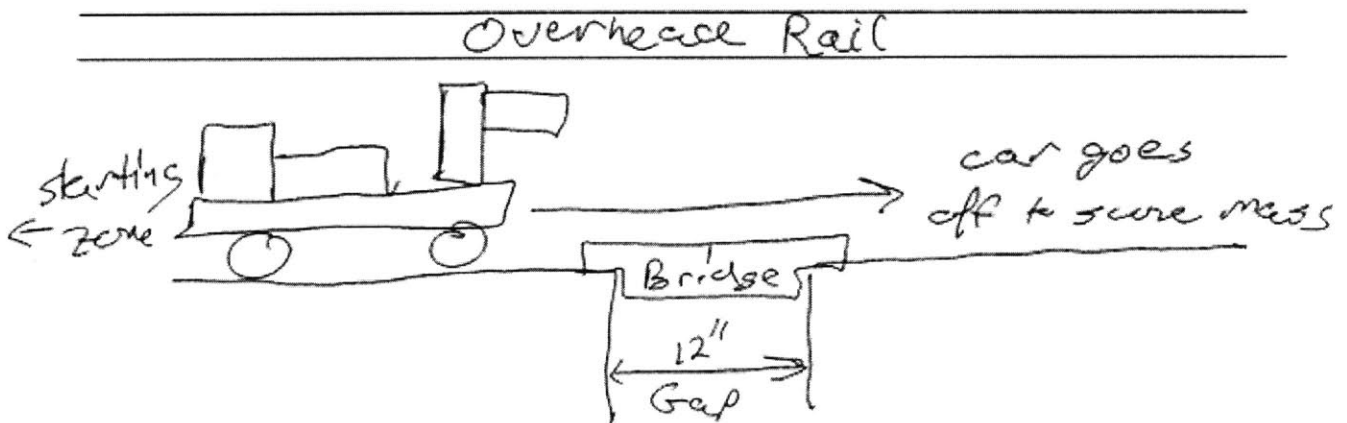 Overhead Rail
starting
← zone
car goes
off to score mass
Bridge
12"
Gap